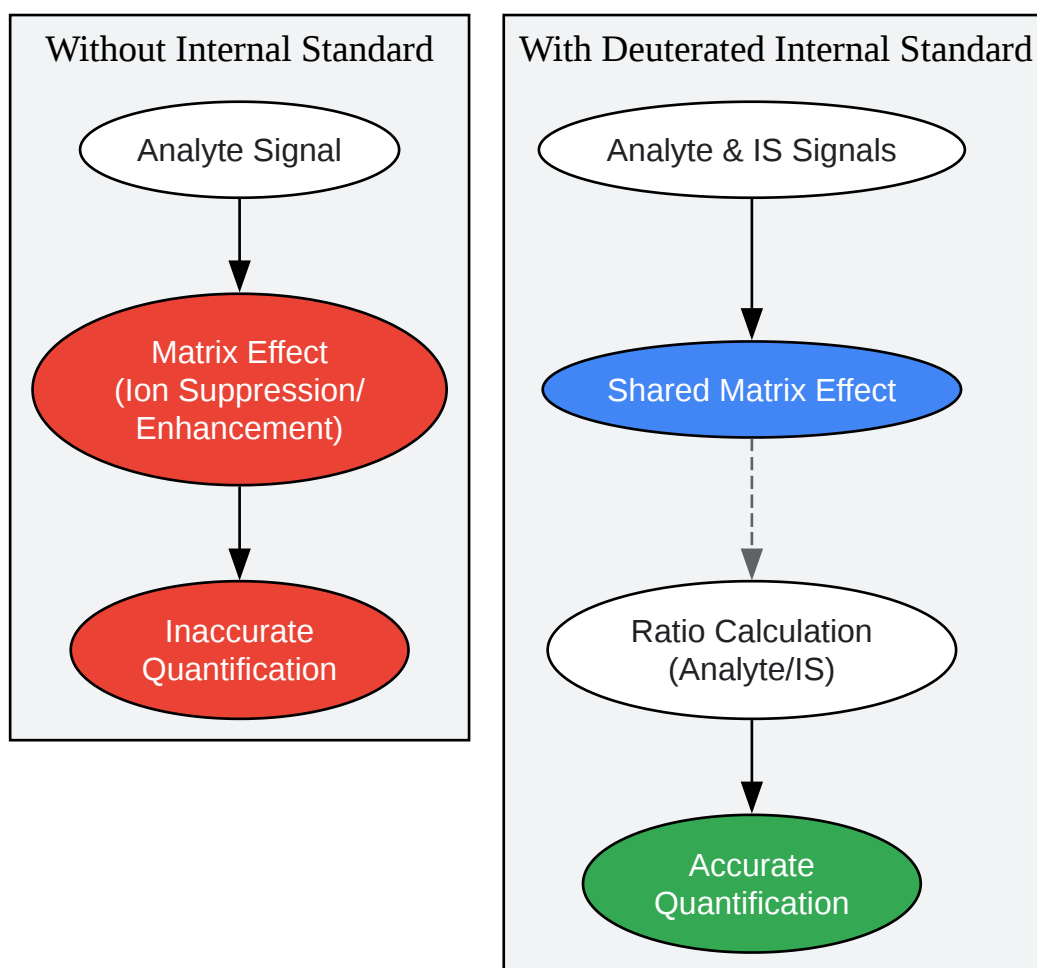 Without Internal Standard
Analyte Signal
Matrix Effect
(Ion Suppression/
Enhancement)
Inaccurate
Quantification
With Deuterated Internal Standard
Analyte & IS Signals
Shared Matrix Effect
Ratio Calculation
(Analyte/IS)
Accurate
Quantification